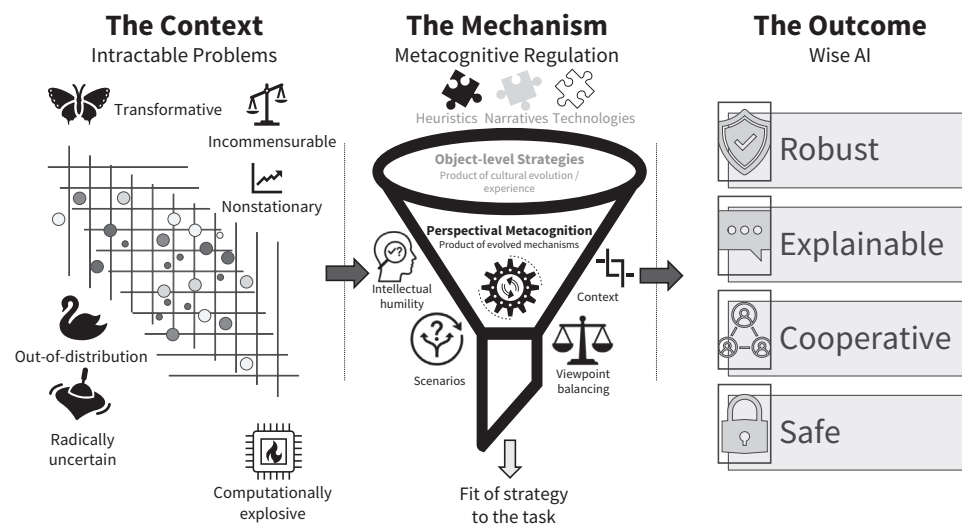 The Context
Intractable Problems
Transformative
Incommensurable
Nonstationary
Out-of-distribution
Radically
uncertain
Computationally
explosive
The Mechanism
Metacognitive Regulation
Heuristics Narratives Technologies
Object-level Strategies
Product of cultural evolution /
experience
Perspectival Metacognition
Product of evolved mechanisms
?
Intellectual
humility
Context
?
Scenarios
Viewpoint
balancing
Fit of strategy
to the task
The Outcome
Wise AI
Robust
Explainable
Cooperative
Safe